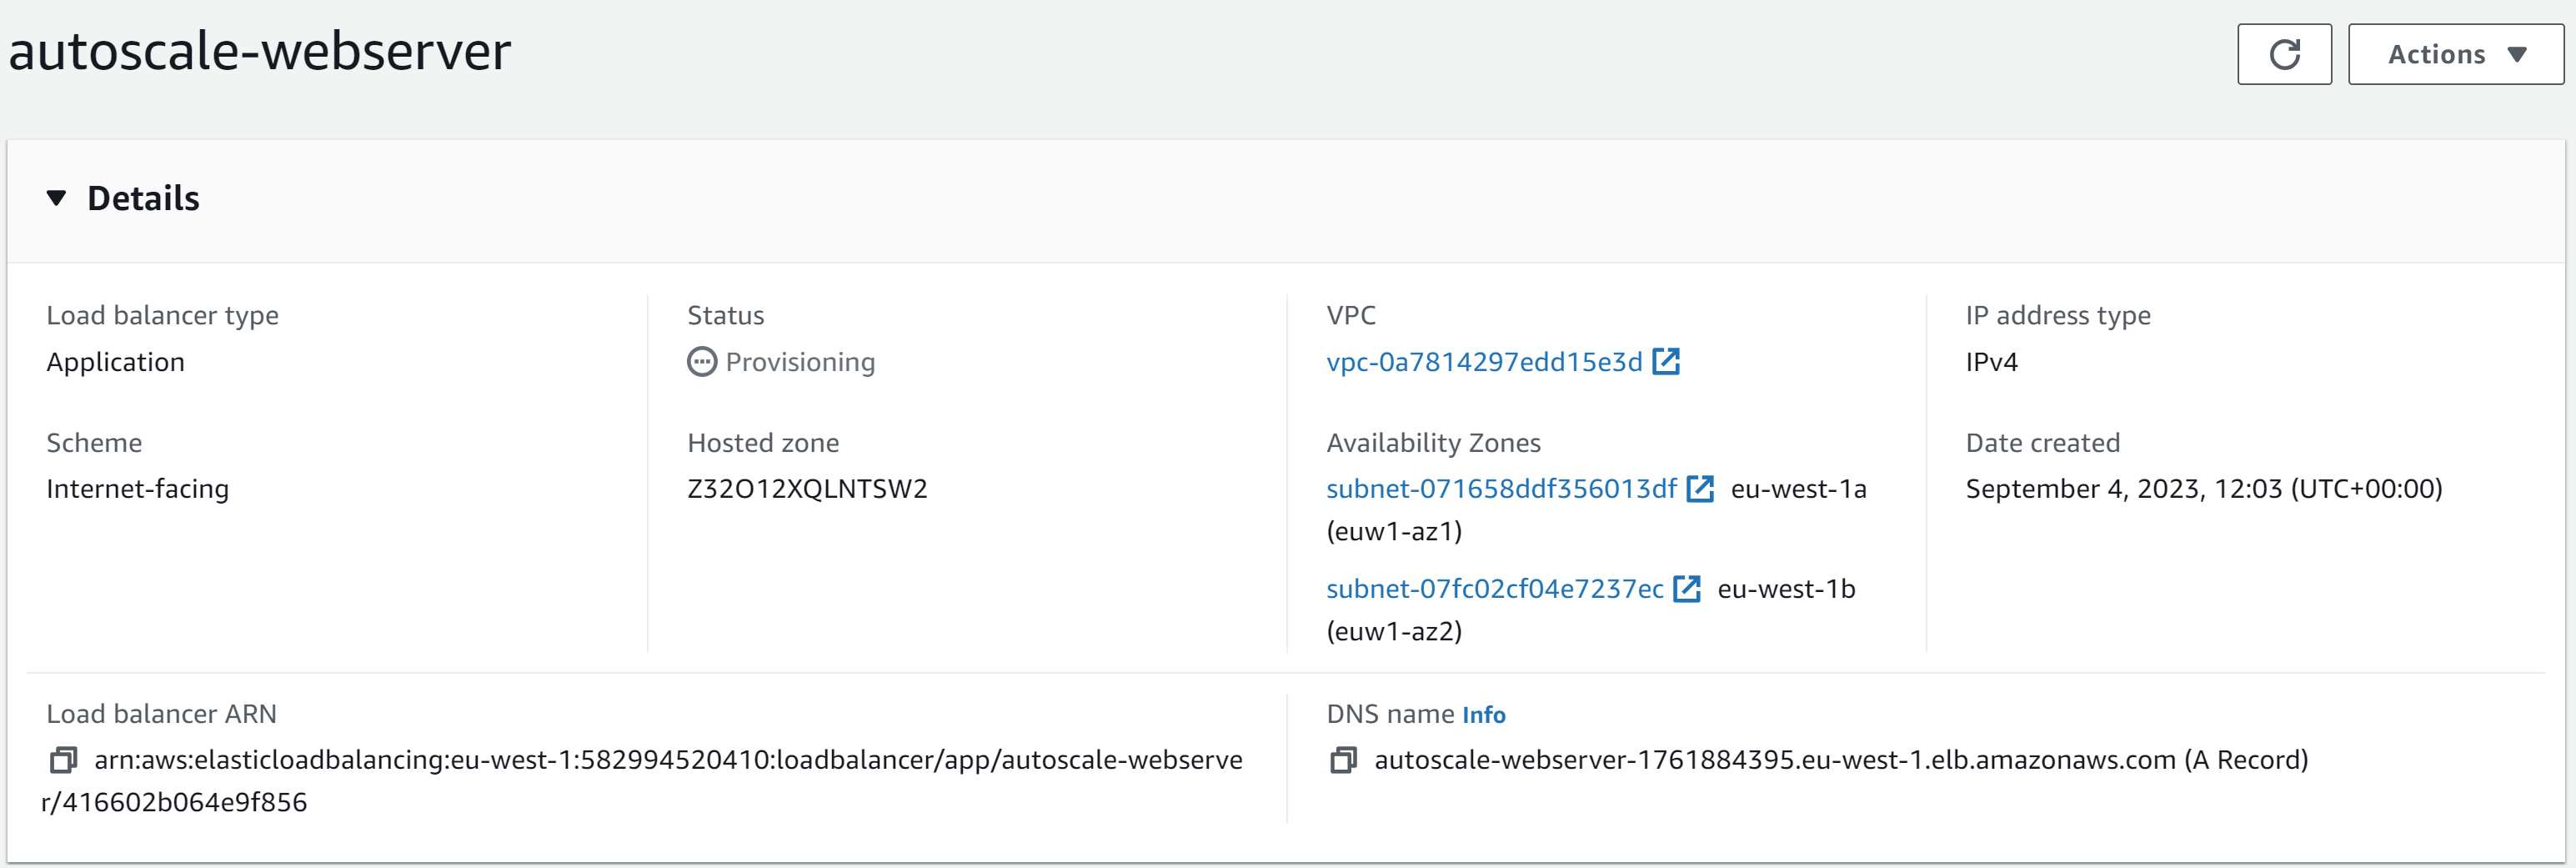 autoscale-webserver
Actions
Details
Load balancer type
Application
Status
Provisioning
VPC
vpc-0a7814297edd15e3d
IP address type
IPv4
Scheme
Internet-facing
Hosted zone
Z32O12XQLNTSW2
Availability Zones
subnet-071658ddf356013df eu-west-1a
(euw1-az1)
subnet-07fc02cf04e7237ec eu-west-1b
(euw1-az2)
Date created
September 4, 2023, 12:03 (UTC+00:00)
Load balancer ARN
arn:aws:elasticloadbalancing:eu-west-1:582994520410:loadbalancer/app/autoscale-webserve
r/416602b064e9f856
DNS name Info
autoscale-webserver-1761884395.eu-west-1.elb.amazonaws.com (A Record)